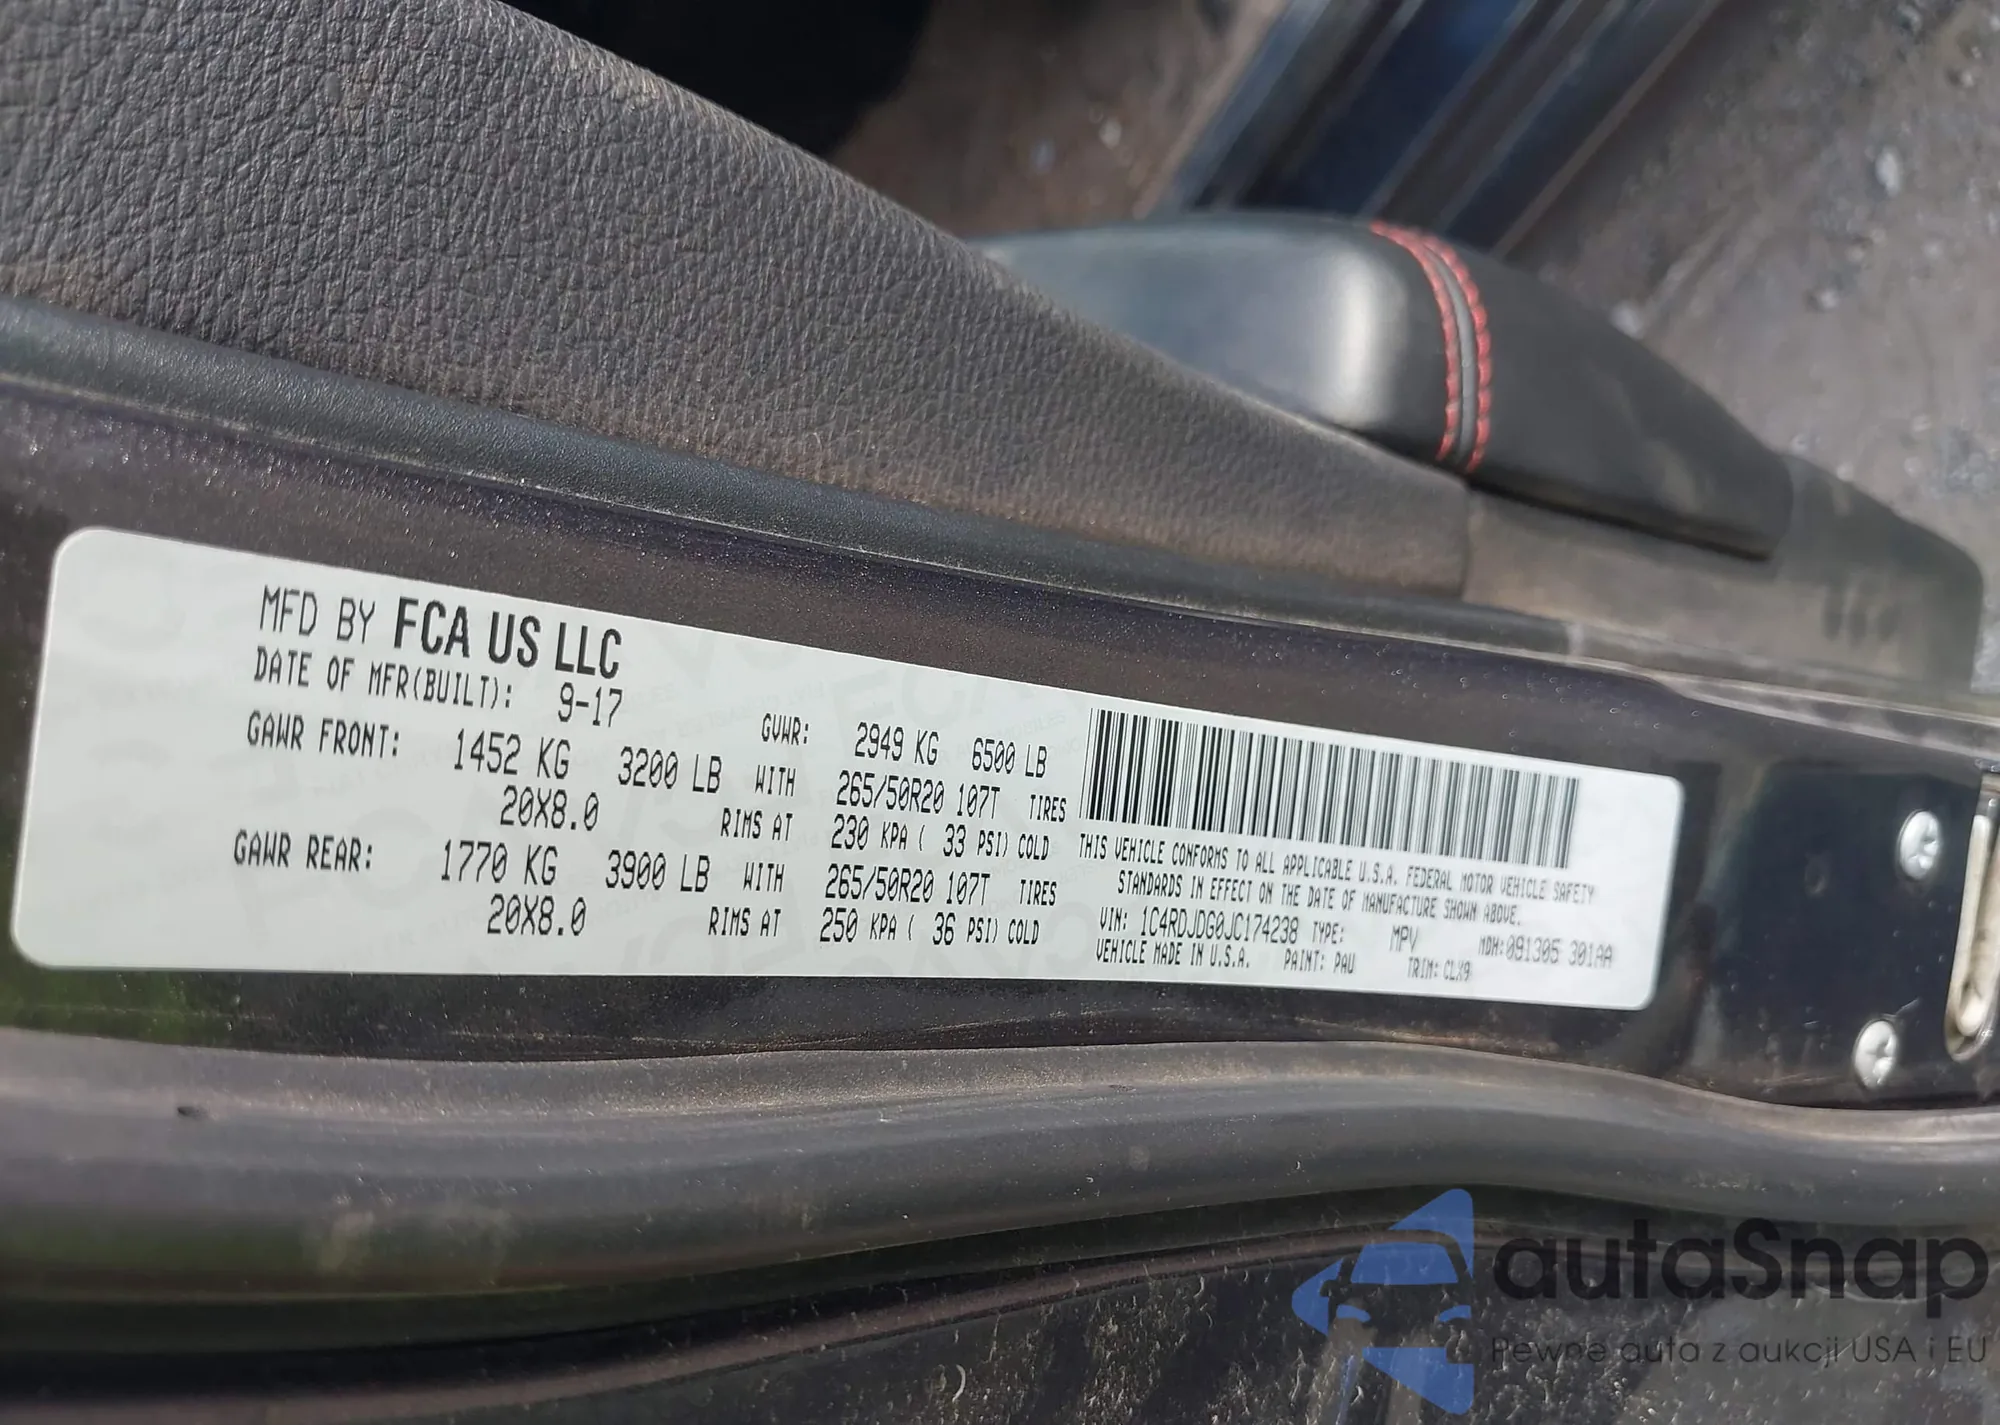 MFD BY FCA US LLC
DATE OF MFR(BUILT): 9-17
GVWR: 2949 KG 6500 LB
GAWR FRONT: 1452 KG 3200 LB WITH 265/50R20 107T TIRES
20X8.0 RIMS AT 230 KPA ( 33 PSI) COLD
GAWR REAR: 1770 KG 3900 LB WITH 265/50R20 107T TIRES
20X8.0 RIMS AT 250 KPA ( 36 PSI) COLD
THIS VEHICLE CONFORMS TO ALL APPLICABLE U.S.A. FEDERAL MOTOR VEHICLE SAFETY
STANDARDS IN EFFECT ON THE DATE OF MANUFACTURE SHOWN ABOVE.
VIN: 1C4RDJDG0JC174238 TYPE: MPV MDH:091305 301AA
VEHICLE MADE IN U.S.A. PAINT: PAU TRIM: CLX9
autaSnap
Pewne auta z aukcji USA i EU